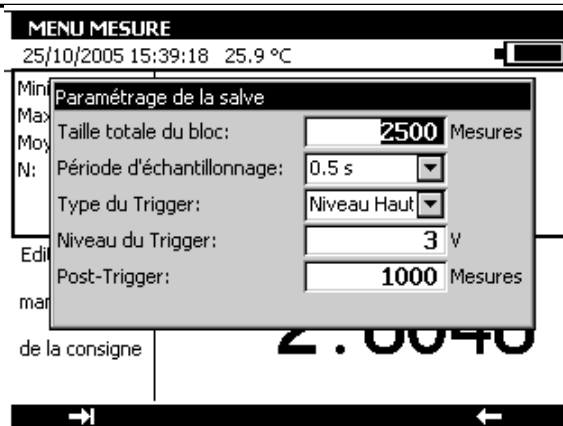 MENU MESURE
25/10/2005 15:39:18 25.9 °C
Paramétrage de la salve
Taille totale du bloc: 2500 Mesures
Période d'échantillonnage: 0.5 s
Type du Trigger: Niveau Haut
Niveau du Trigger: 3 V
Post-Trigger: 1000 Mesures
N:
de la consigne